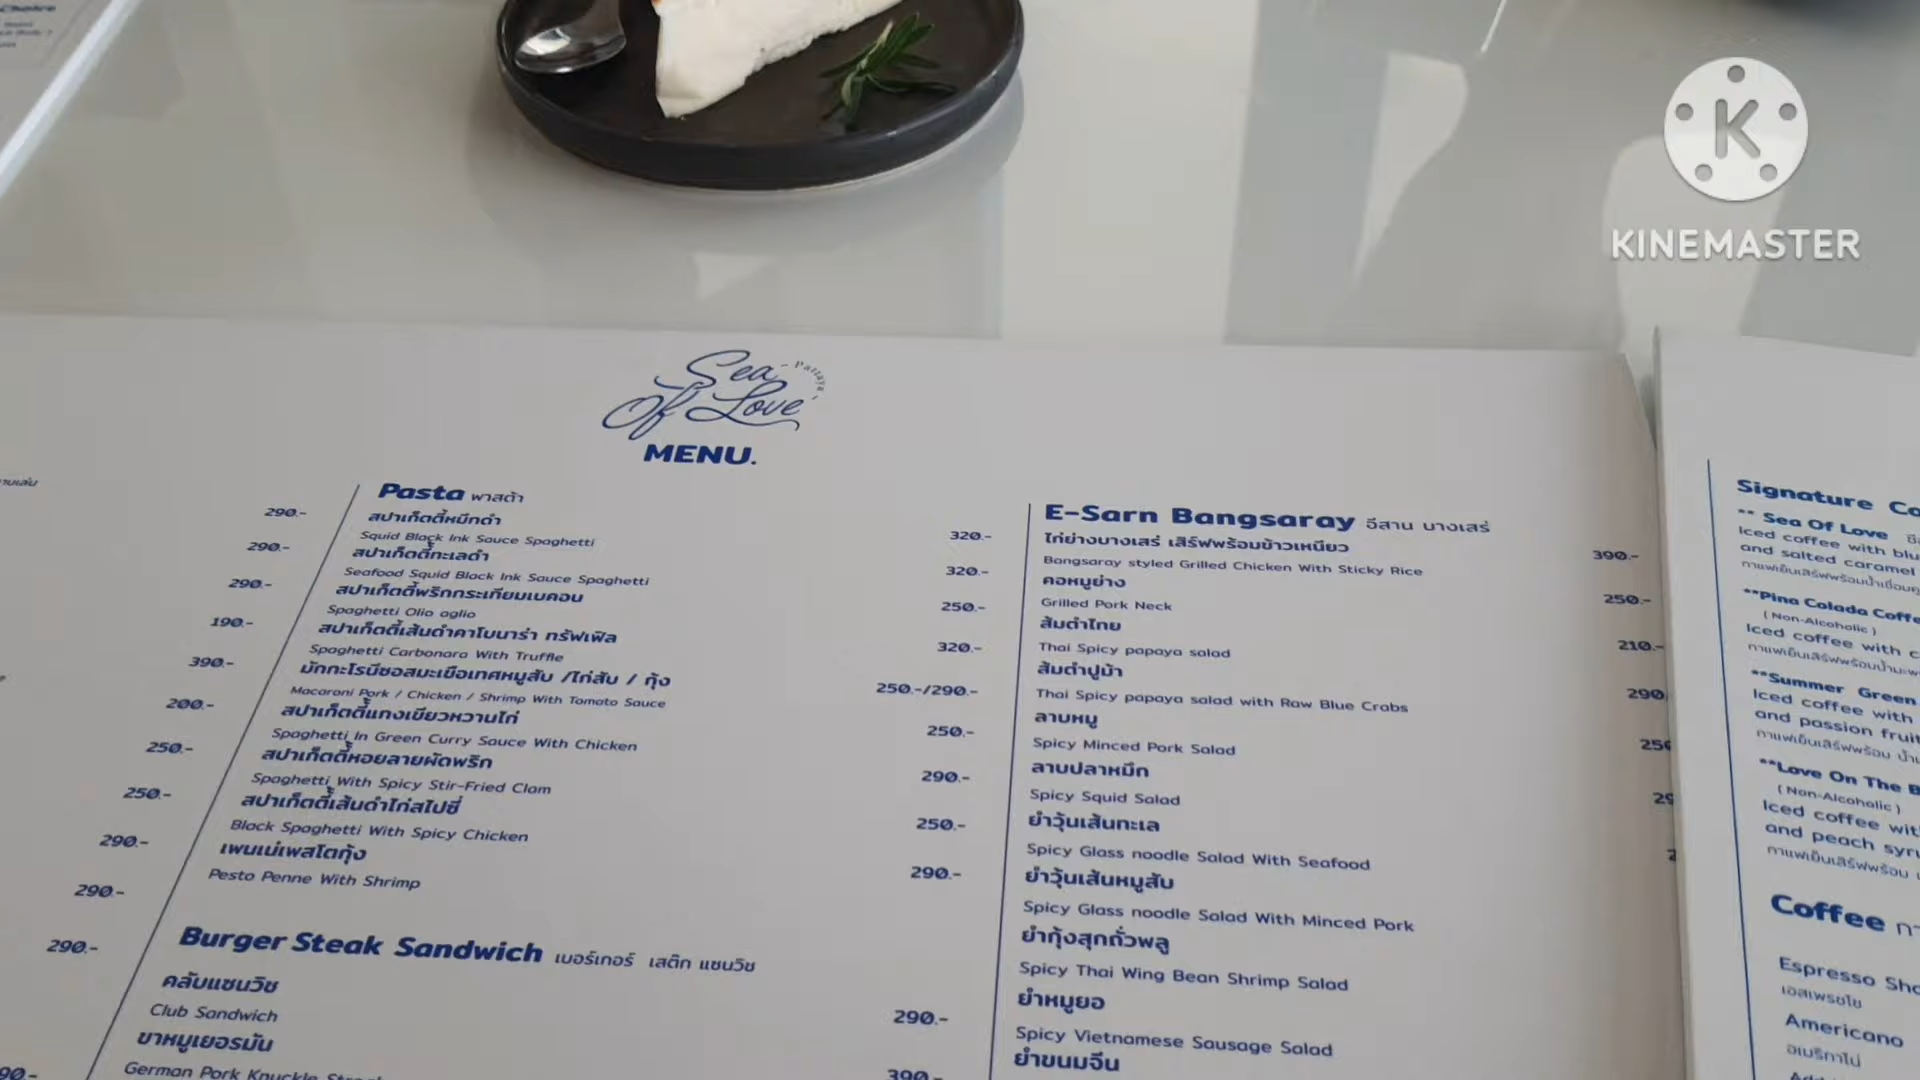 KINEMASTER
Sea Of Love
Pattaya
MENU.
290.-
290.-
290.-
190.-
390.-
200.-
250.-
250.-
290.-
290.-
290.-
90.-
Pasta พาสต้า
สปาเก็ตตี้หมึกดำ
Squid Black Ink Sauce Spaghetti 320.-
สปาเก็ตตี้ทะเลดำ
Seafood Squid Black Ink Sauce Spaghetti 320.-
สปาเก็ตตี้พริกกระเทียมเบคอน
Spaghetti Olio aglio 250.-
สปาเก็ตตี้เส้นดำคาโบนาร่า ทรัฟเฟิล
Spaghetti Carbonara With Truffle 320.-
มักกะโรนีซอสมะเขือเทศหมูสับ /ไก่สับ / กุ้ง
Macaroni Pork / Chicken / Shrimp With Tomato Sauce 250.-/290.-
สปาเก็ตตี้แกงเขียวหวานไก่
Spaghetti In Green Curry Sauce With Chicken 250.-
สปาเก็ตตี้หอยลายผัดพริก
Spaghetti With Spicy Stir-Fried Clam 290.-
สปาเก็ตตี้เส้นดำไก่สไปซี่
Black Spaghetti With Spicy Chicken 250.-
เพนเน่เพสโตกุ้ง
Pesto Penne With Shrimp 290.-
Burger Steak Sandwich เบอร์เกอร์ เสต๊ก แซนวิช
คลับแซนวิช
Club Sandwich 290.-
ขาหมูเยอรมัน
German Pork Knuckle 390.-
E-Sarn Bangsaray อีสาน บางเสร่
ไก่ย่างบางเสร่ เสิร์ฟพร้อมข้าวเหนียว
Bangsaray styled Grilled Chicken With Sticky Rice 390.-
คอหมูย่าง
Grilled Pork Neck 250.-
ส้มตำไทย
Thai Spicy papaya salad 210.-
ส้มตำปูม้า
Thai Spicy papaya salad with Raw Blue Crabs 290
ลาบหมู
Spicy Minced Pork Salad 250
ลาบปลาหมึก
Spicy Squid Salad 29
ยำวุ้นเส้นทะเล
Spicy Glass noodle Salad With Seafood 2
ยำวุ้นเส้นหมูสับ
Spicy Glass noodle Salad With Minced Pork
ยำกุ้งสุกถั่วพลู
Spicy Thai Wing Bean Shrimp Salad
ยำหมูยอ
Spicy Vietnamese Sausage Salad
ยำขนมจีน
Signature Co
** Sea Of Love
Iced coffee with blu
and salted caramel
**Pina Colada Coffe
( Non-Alcoholic )
Iced coffee with c
**Summer Green
Iced coffee with
and passion fruit
**Love On The B
( Non-Alcoholic )
Iced coffee wit
and peach syru
Coffee
Espresso Sho
เอสเพรชโซ
Americano
อเมริกาโน่